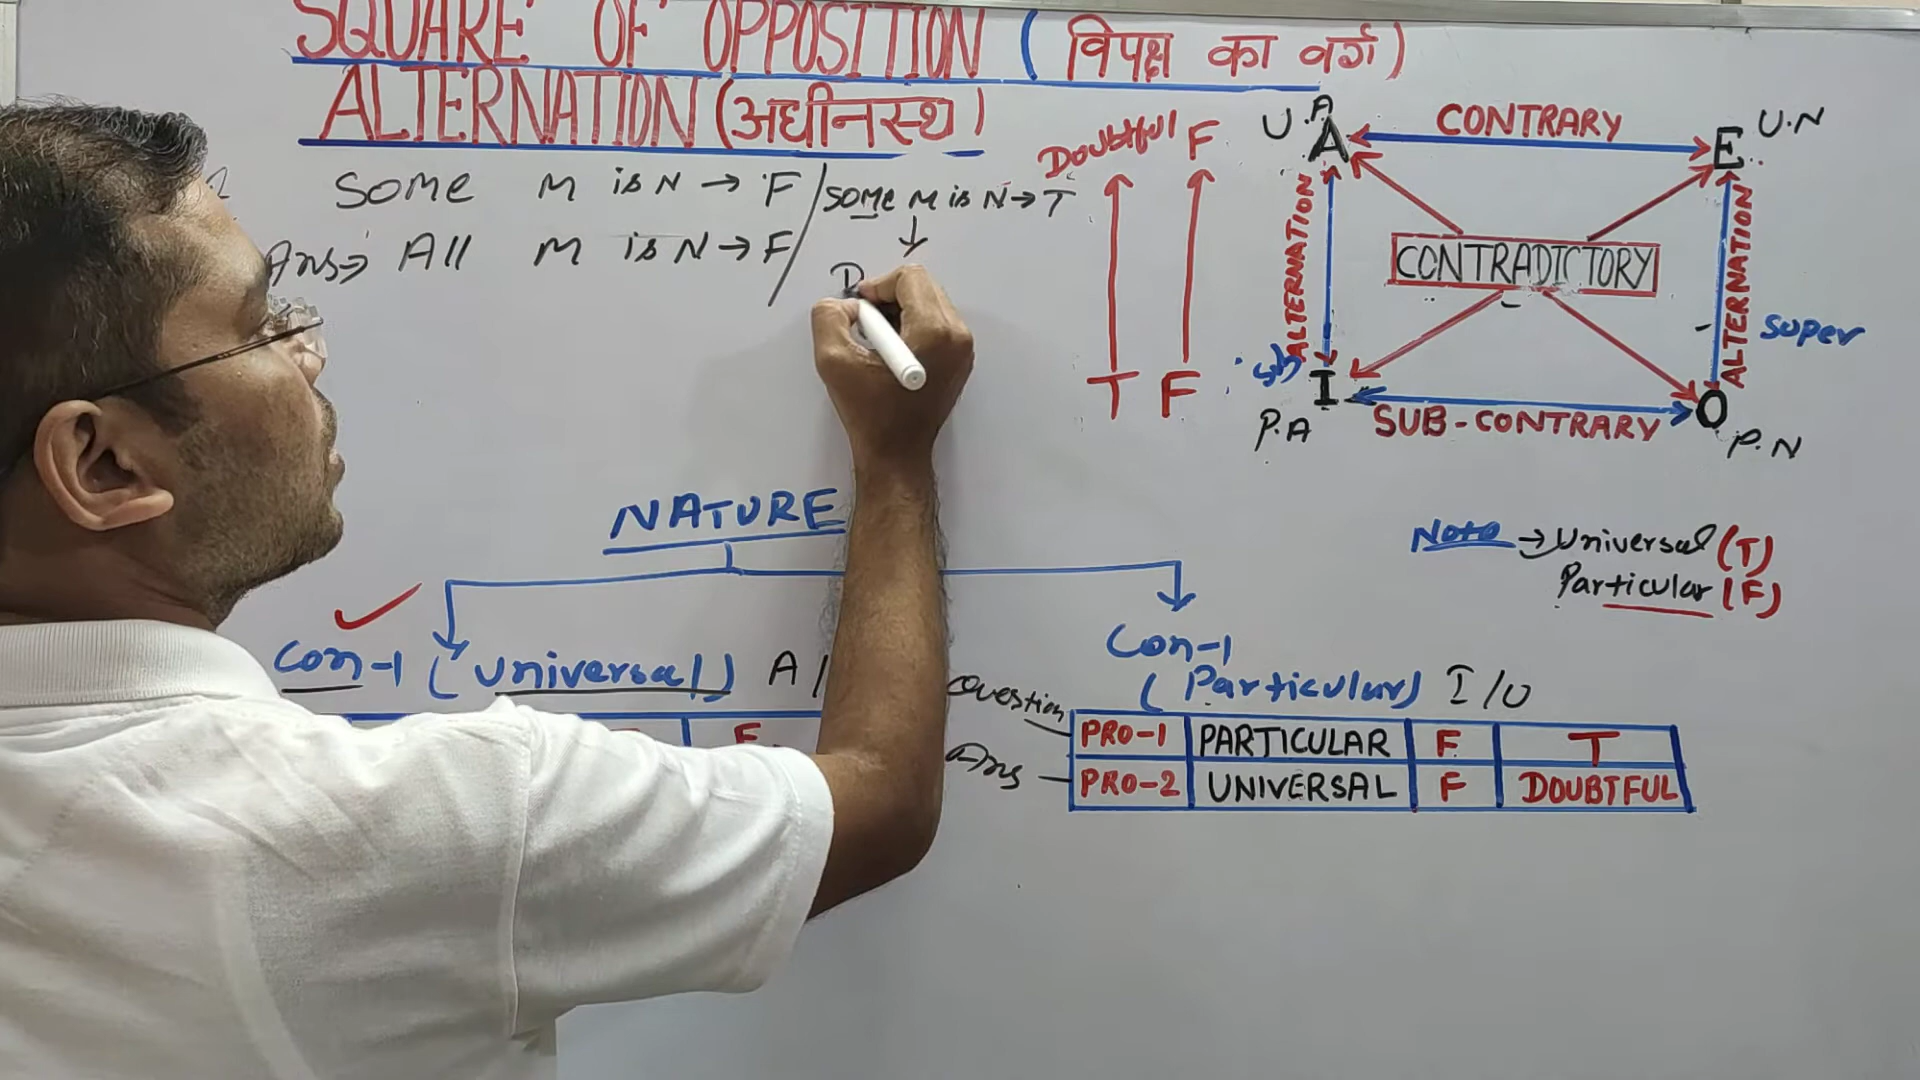 SQUARE OF OPPOSITION (विपक्ष का वर्ग)
ALTERNATION (अधीनस्थ)
Some M is N → F / Some M is N → T
Ans→ All M is N → F
↓
D
Doubtful F
T F
U.A
A CONTRARY E U.N
ALTERNATION CONTRADICTORY ALTERNATION
super
sub
I SUB-CONTRARY O
P.A P.N
NATURE
Note → Universal (T)
Particular (F)
Con-1 (Universal) A /
F
Con-1
(Particular) I/O
Question PRO-1 PARTICULAR F T
Ans PRO-2 UNIVERSAL F DOUBTFUL